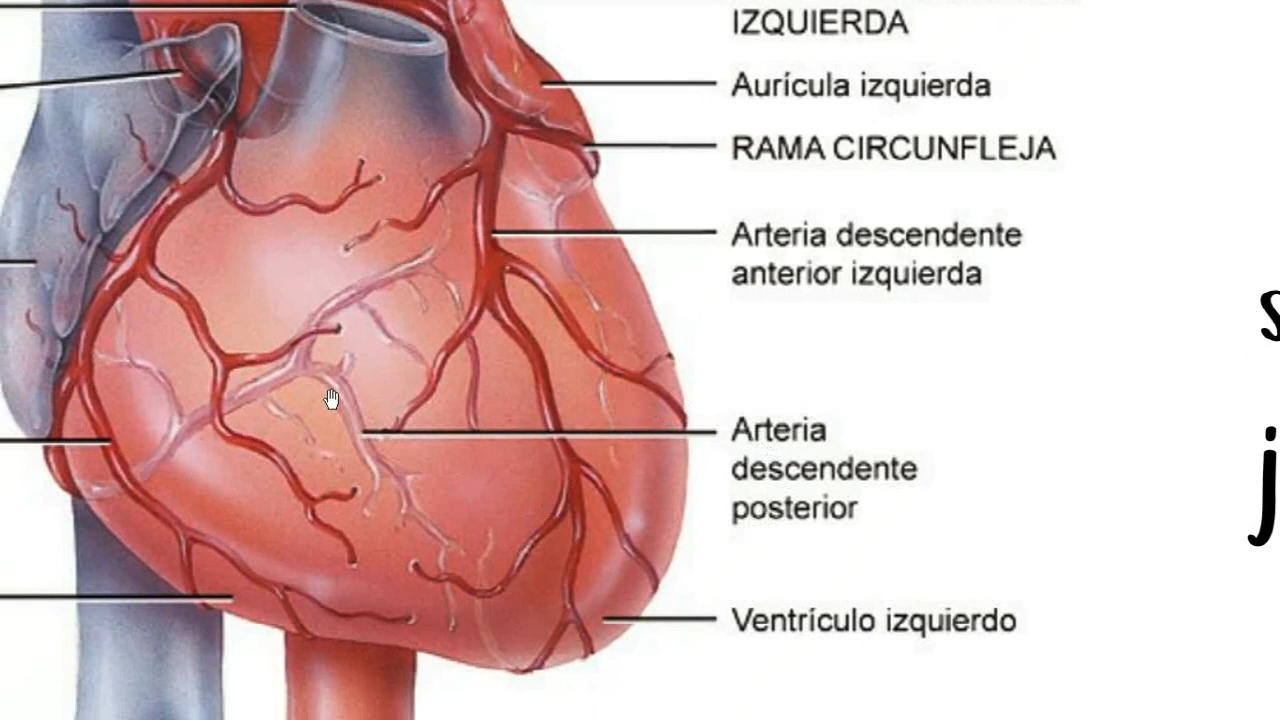 IZQUIERDA
Aurícula izquierda
RAMA CIRCUNFLEJA
Arteria descendente
anterior izquierda
Arteria
descendente
posterior
Ventrículo izquierdo